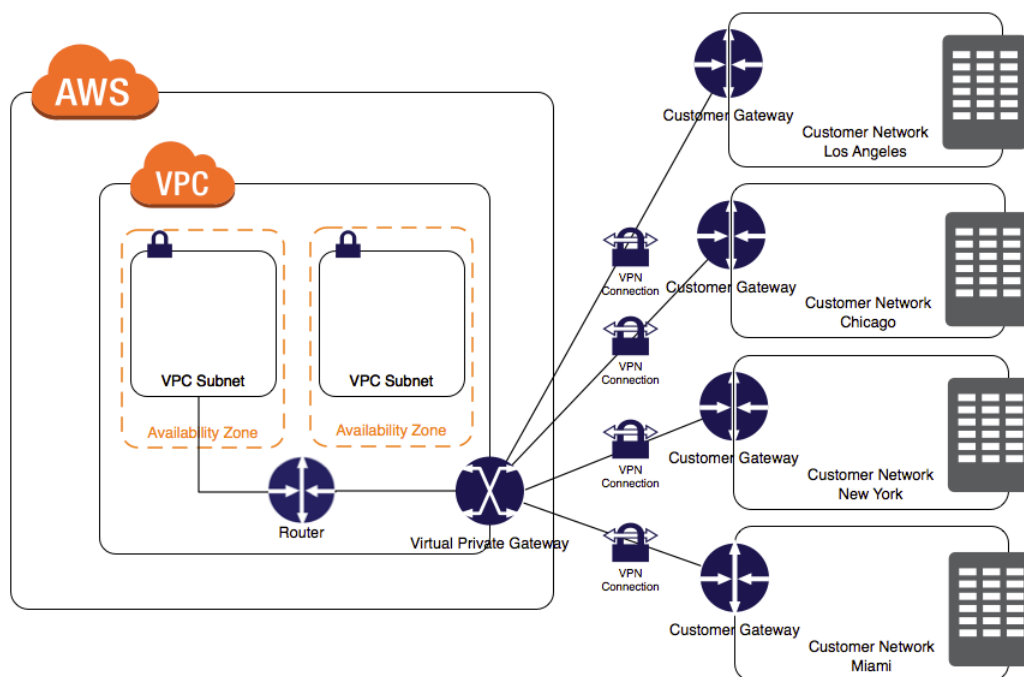 AWS
VPC
VPC Subnet
VPC Subnet
Availability Zone
Availability Zone
Router
Virtual Private Gateway
VPN
Connection
VPN
Connection
VPN
Connection
VPN
Connection
Customer Gateway
Customer Network
Los Angeles
Customer Gateway
Customer Network
Chicago
Customer Gateway
Customer Network
New York
Customer Gateway
Customer Network
Miami